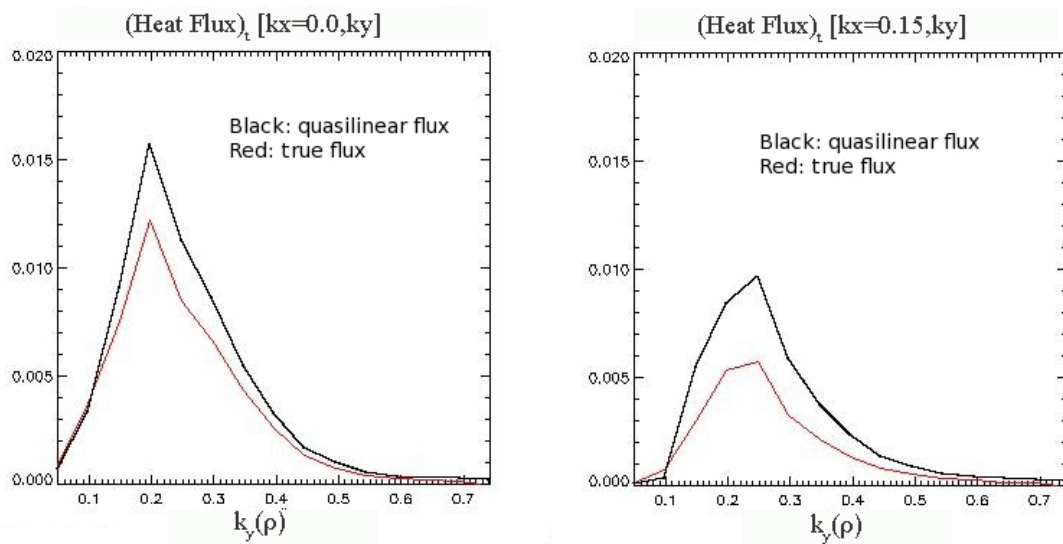 (Heat Flux)t [kx=0.0,ky]
0.020
0.015
0.010
0.005
0.000
Black: quasilinear flux
Red: true flux
0.1 0.2 0.3 0.4 0.5 0.6 0.7
ky(ρ)
(Heat Flux)t [kx=0.15,ky]
0.020
0.015
0.010
0.005
0.000
Black: quasilinear flux
Red: true flux
0.1 0.2 0.3 0.4 0.5 0.6 0.7
ky(ρ)